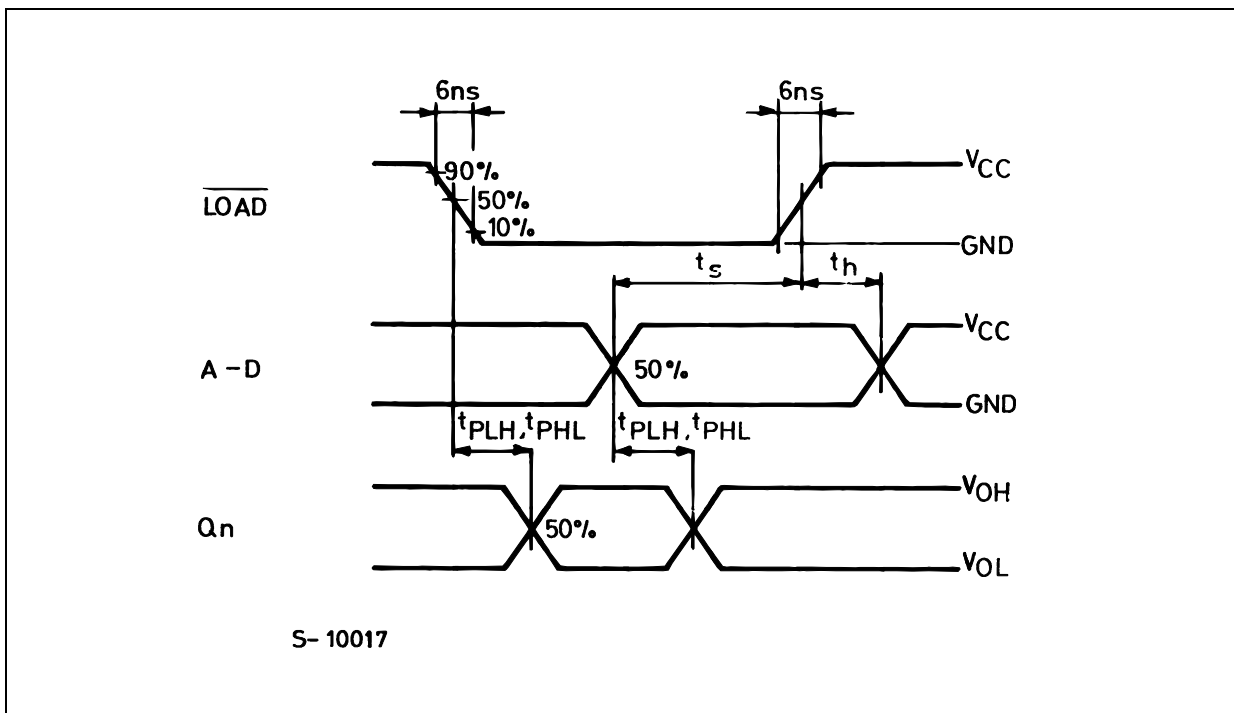 6ns 6ns
90%
50%
10%
LOAD
VCC
GND
ts th
A-D
50%
VCC
GND
tPLH, tPHL tPLH, tPHL
Qn
50%
VOH
VOL
S-10017